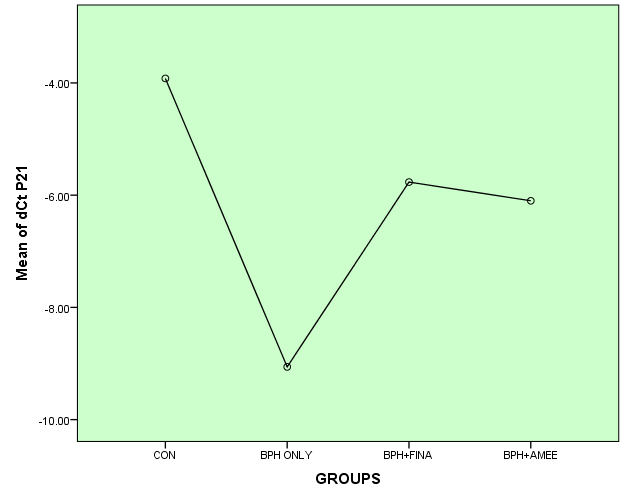 Mean of dCt P21
-4.00
-6.00
-8.00
-10.00
CON
BPH ONLY
BPH+FINA
BPH+AMEE
GROUPS